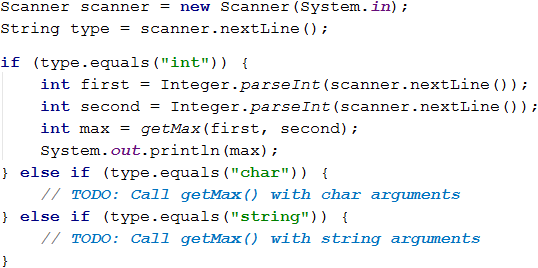 Scanner scanner = new Scanner(System.in);
String type = scanner.nextLine();
if (type.equals("int")) {
    int first = Integer.parseInt(scanner.nextLine());
    int second = Integer.parseInt(scanner.nextLine());
    int max = getMax(first, second);
    System.out.println(max);
} else if (type.equals("char")) {
    // TODO: Call getMax() with char arguments
} else if (type.equals("string")) {
    // TODO: Call getMax() with string arguments
}